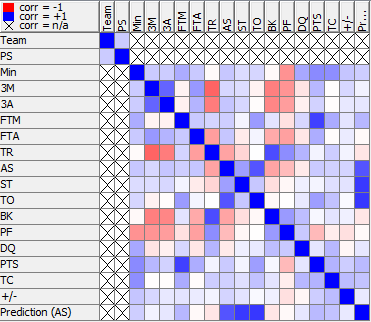 corr = -1
corr = +1
corr = n/a
Team PS Min 3M 3A FTM FTA TR AS ST TO BK PF DQ PTS TC +/- Pr...
Team
PS
Min
3M
3A
FTM
FTA
TR
AS
ST
TO
BK
PF
DQ
PTS
TC
+/-
Prediction (AS)